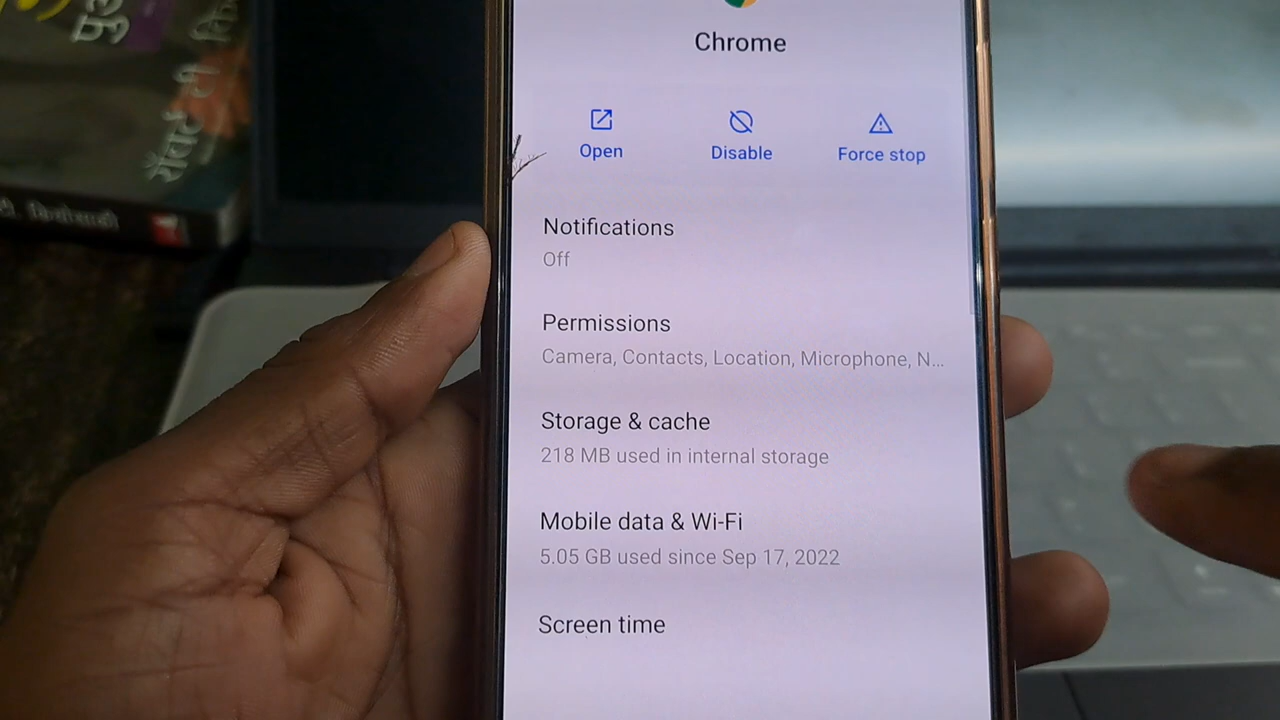 Chrome
Open
Disable
Force stop
Notifications
Off
Permissions
Camera, Contacts, Location, Microphone, N...
Storage & cache
218 MB used in internal storage
Mobile data & Wi-Fi
5.05 GB used since Sep 17, 2022
Screen time